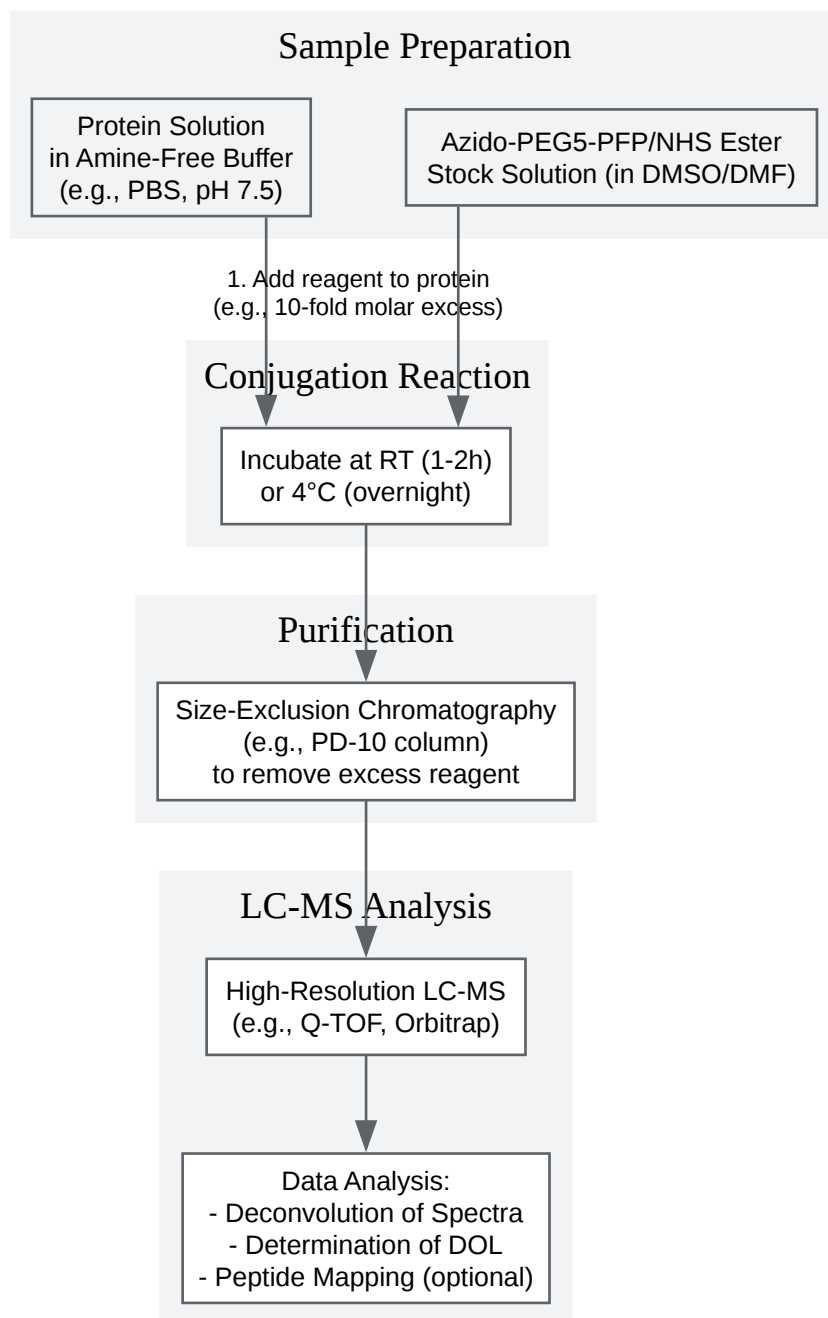 Sample Preparation
Protein Solution
in Amine-Free Buffer
(e.g., PBS, pH 7.5)
Azido-PEG5-PFP/NHS Ester
Stock Solution (in DMSO/DMF)
1. Add reagent to protein
(e.g., 10-fold molar excess)
Conjugation Reaction
Incubate at RT (1-2h)
or 4°C (overnight)
Purification
Size-Exclusion Chromatography
(e.g., PD-10 column)
to remove excess reagent
LC-MS Analysis
High-Resolution LC-MS
(e.g., Q-TOF, Orbitrap)
Data Analysis:
- Deconvolution of Spectra
- Determination of DOL
- Peptide Mapping (optional)